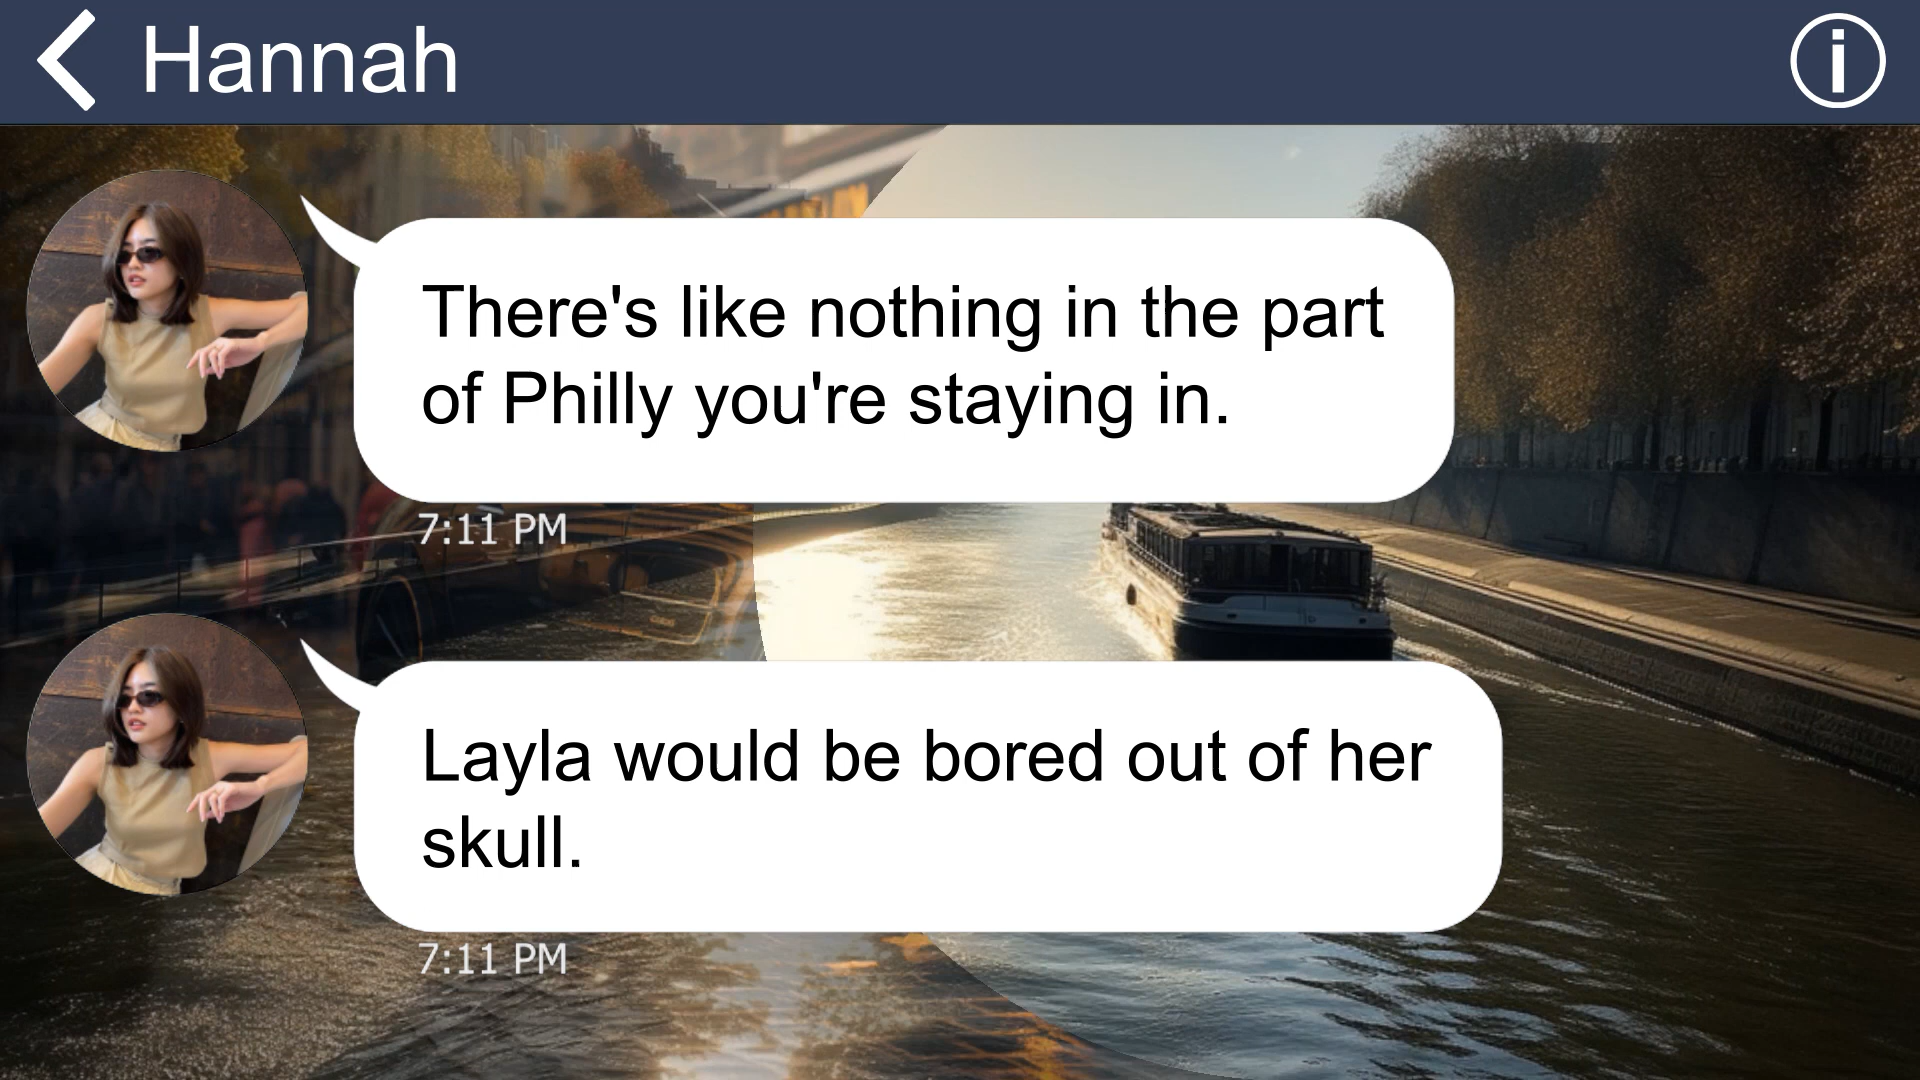 Hannah
There's like nothing in the part
of Philly you're staying in.
7:11 PM
Layla would be bored out of her
skull.
7:11 PM